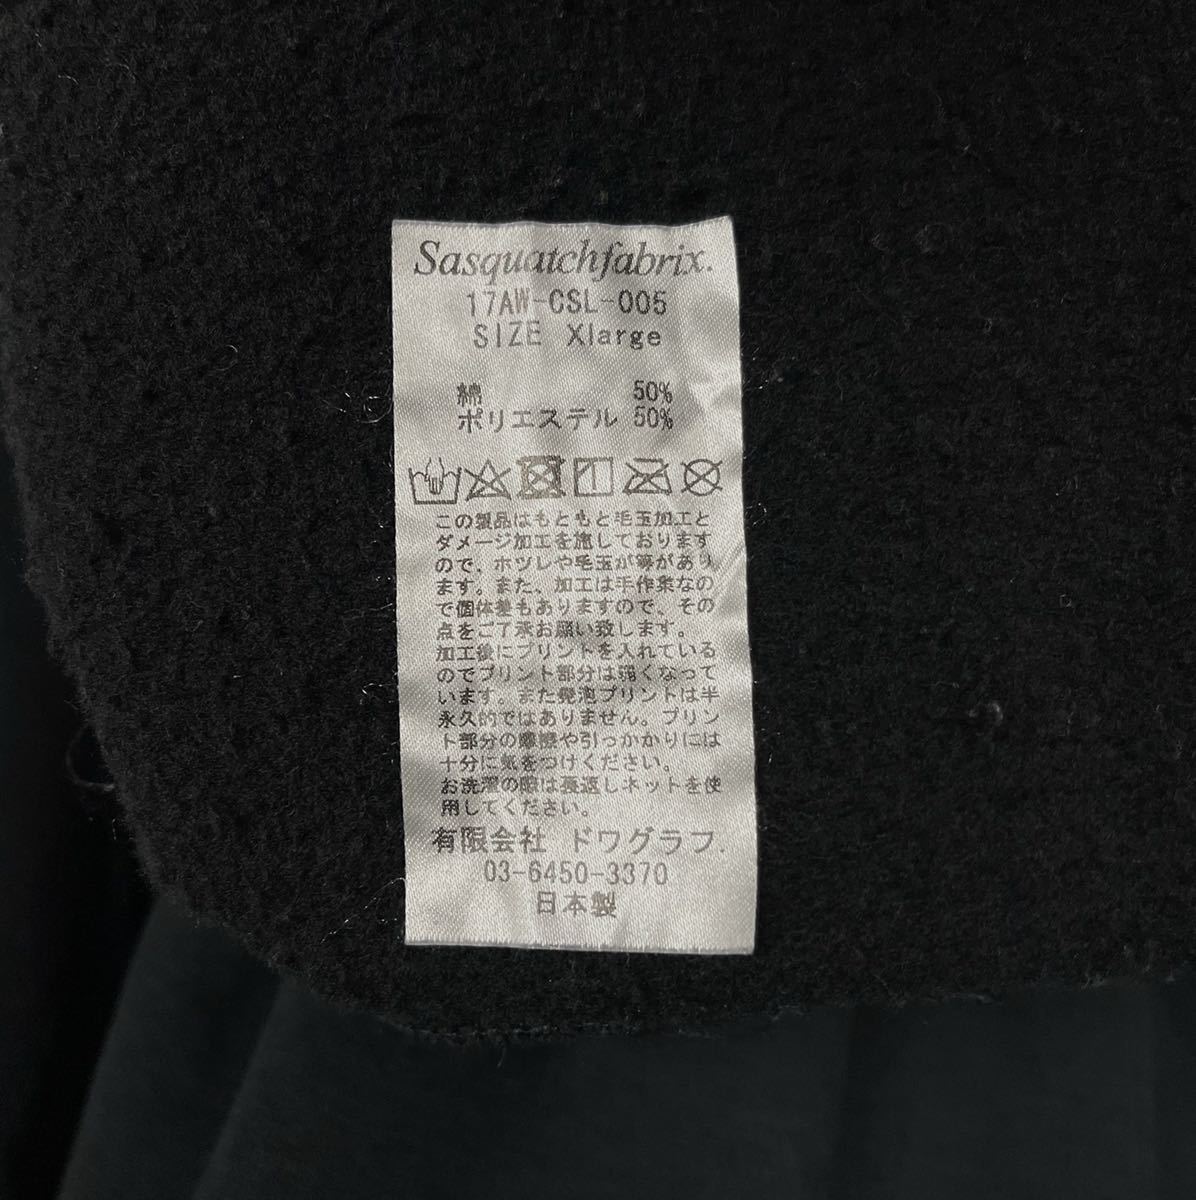 Sasquatchfabrix.
17AW-CSL-005
SIZE Xlarge
綿 50%
ポリエステル 50%
この製品はもともと毛玉加工と
ダメージ加工を施しております
ので、ホツレや毛玉が等があり
ます。また、加工は手作業なの
で個体差もありますので、その
点をご了承お願い致します。
加工後にプリントを入れている
のでプリント部分は弱くなって
います。また発泡プリントは半
永久的ではありません。プリン
ト部分の摩擦や引っかかりには
十分に気をつけください。
お洗濯の際は裏返しネットを使
用してください。
有限会社 ドワグラフ.
03-6450-3370
日本製